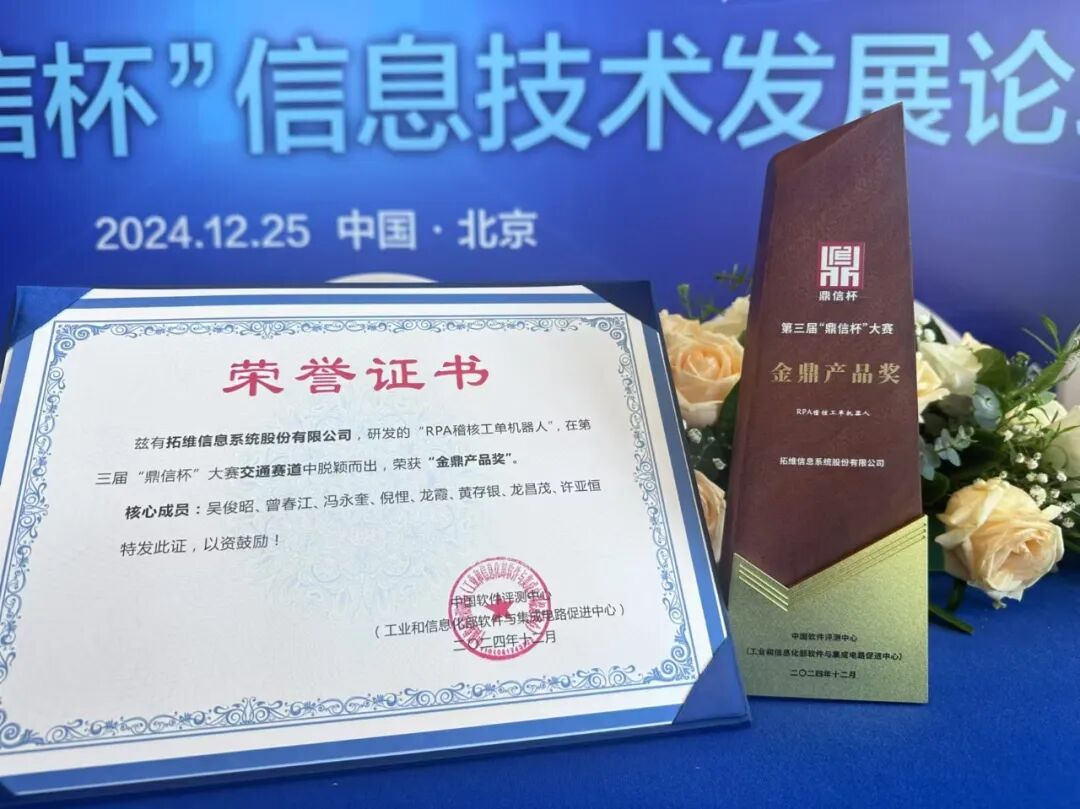 信杯”信息技术发展论
2024.12.25 中国·北京
荣誉证书
兹有拓维信息系统股份有限公司，研发的“RPA稽核工单机器人”，在第
三届“鼎信杯”大赛交通赛道中脱颖而出，荣获“金鼎产品奖”。
核心成员：吴俊昭、曾春江、冯永奎、倪悝、龙霞、黄存银、龙昌茂、许亚恒
特发此证，以资鼓励！
中国软件评测中心
（工业和信息化部软件与集成电路促进中心）
二〇二四年十二月
鼎信杯
第三届“鼎信杯”大赛
金鼎产品奖
RPA稽核工单机器人
拓维信息系统股份有限公司
中国软件评测中心
(工业和信息化部软件与集成电路促进中心)
二〇二四年十二月